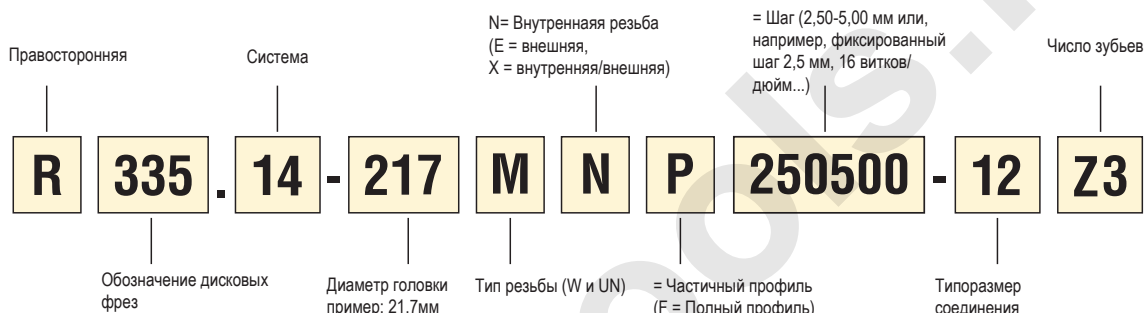 N= Внутреннаяя резьба
(E = внешняя,
X = внутренняя/внешняя)
= Шаг (2,50-5,00 мм или,
например, фиксированный
шаг 2,5 мм, 16 витков/
дюйм...)
Правосторонняя
Система
Число зубьев
R 335 . 14 - 217 M N P 250500 - 12 Z3
Обозначение дисковых
фрез
Диаметр головки
пример: 21,7мм
Тип резьбы (W и UN)
= Частичный профиль
(F = Полный профиль)
Типоразмер
соединения